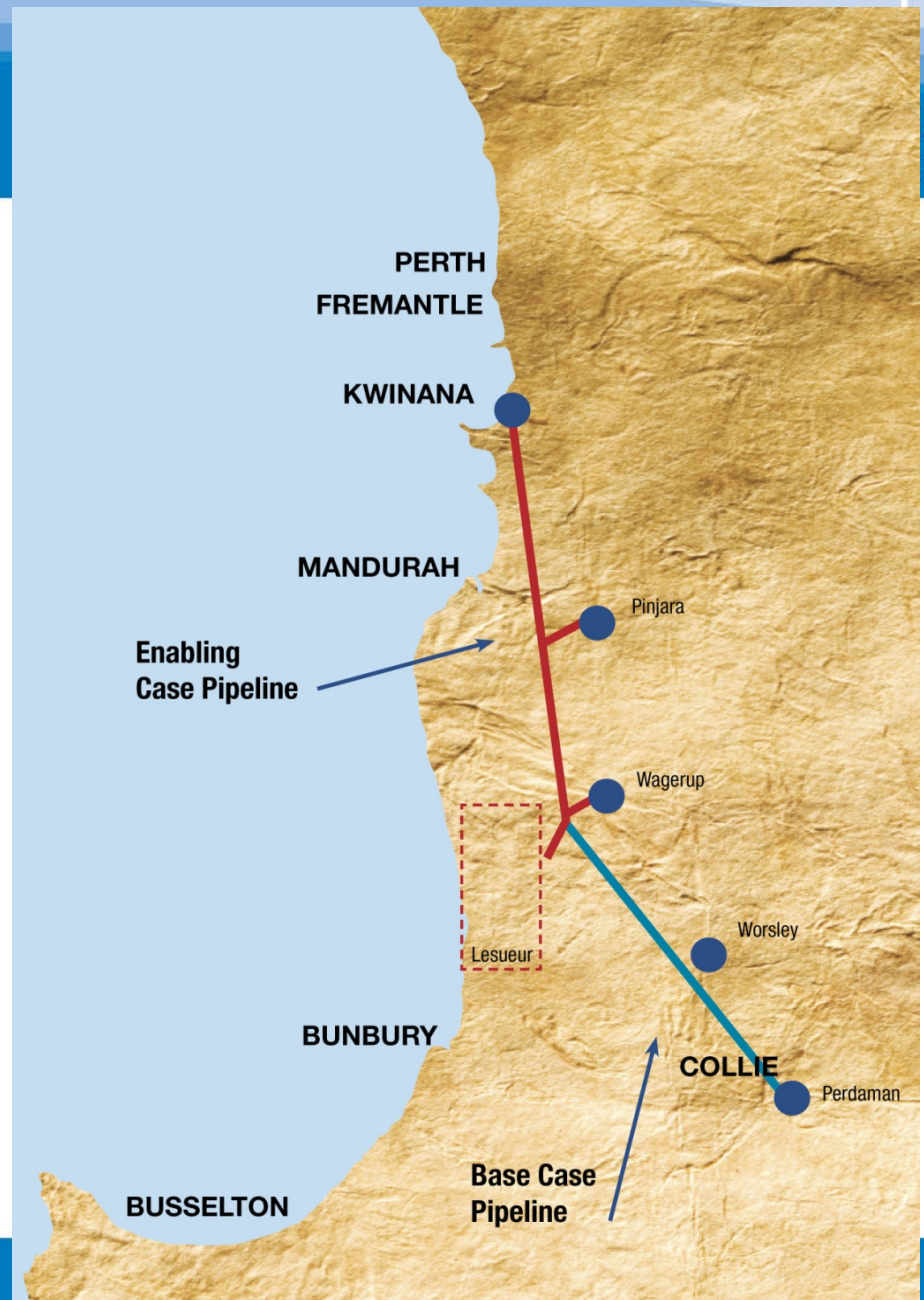 PERTH
FREMANTLE
KWINANA
MANDURAH
Pinjara
Enabling
Case Pipeline
Wagerup
Worsley
Lesueur
BUNBURY
COLLIE
Perdaman
Base Case
Pipeline
BUSSELTON